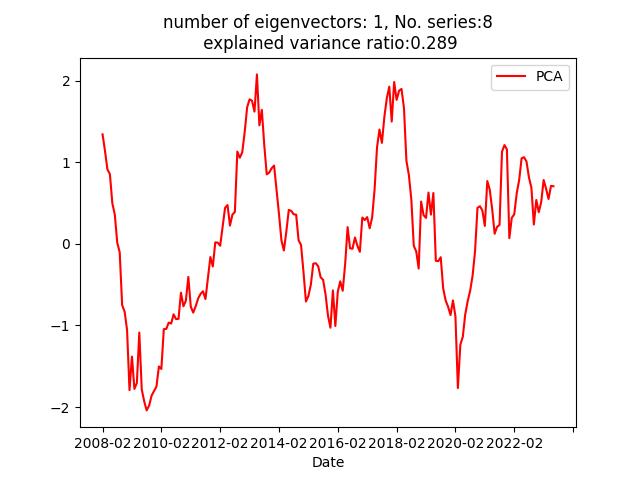 number of eigenvectors: 1, No. series:8
explained variance ratio:0.289
PCA
2
1
0
−1
−2
2008-02 2010-02 2012-02 2014-02 2016-02 2018-02 2020-02 2022-02
Date